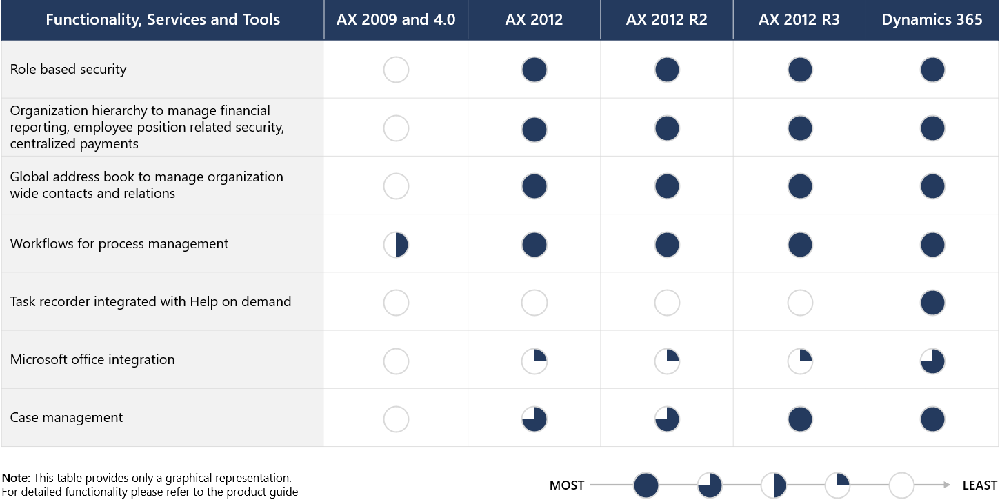 Functionality, Services and Tools AX 2009 and 4.0 AX 2012 AX 2012 R2 AX 2012 R3 Dynamics 365
Role based security
Organization hierarchy to manage financial
reporting, employee position related security,
centralized payments
Global address book to manage organization
wide contacts and relations
Workflows for process management
Task recorder integrated with Help on demand
Microsoft office integration
Case management
Note: This table provides only a graphical representation.
For detailed functionality please refer to the product guide
MOST LEAST